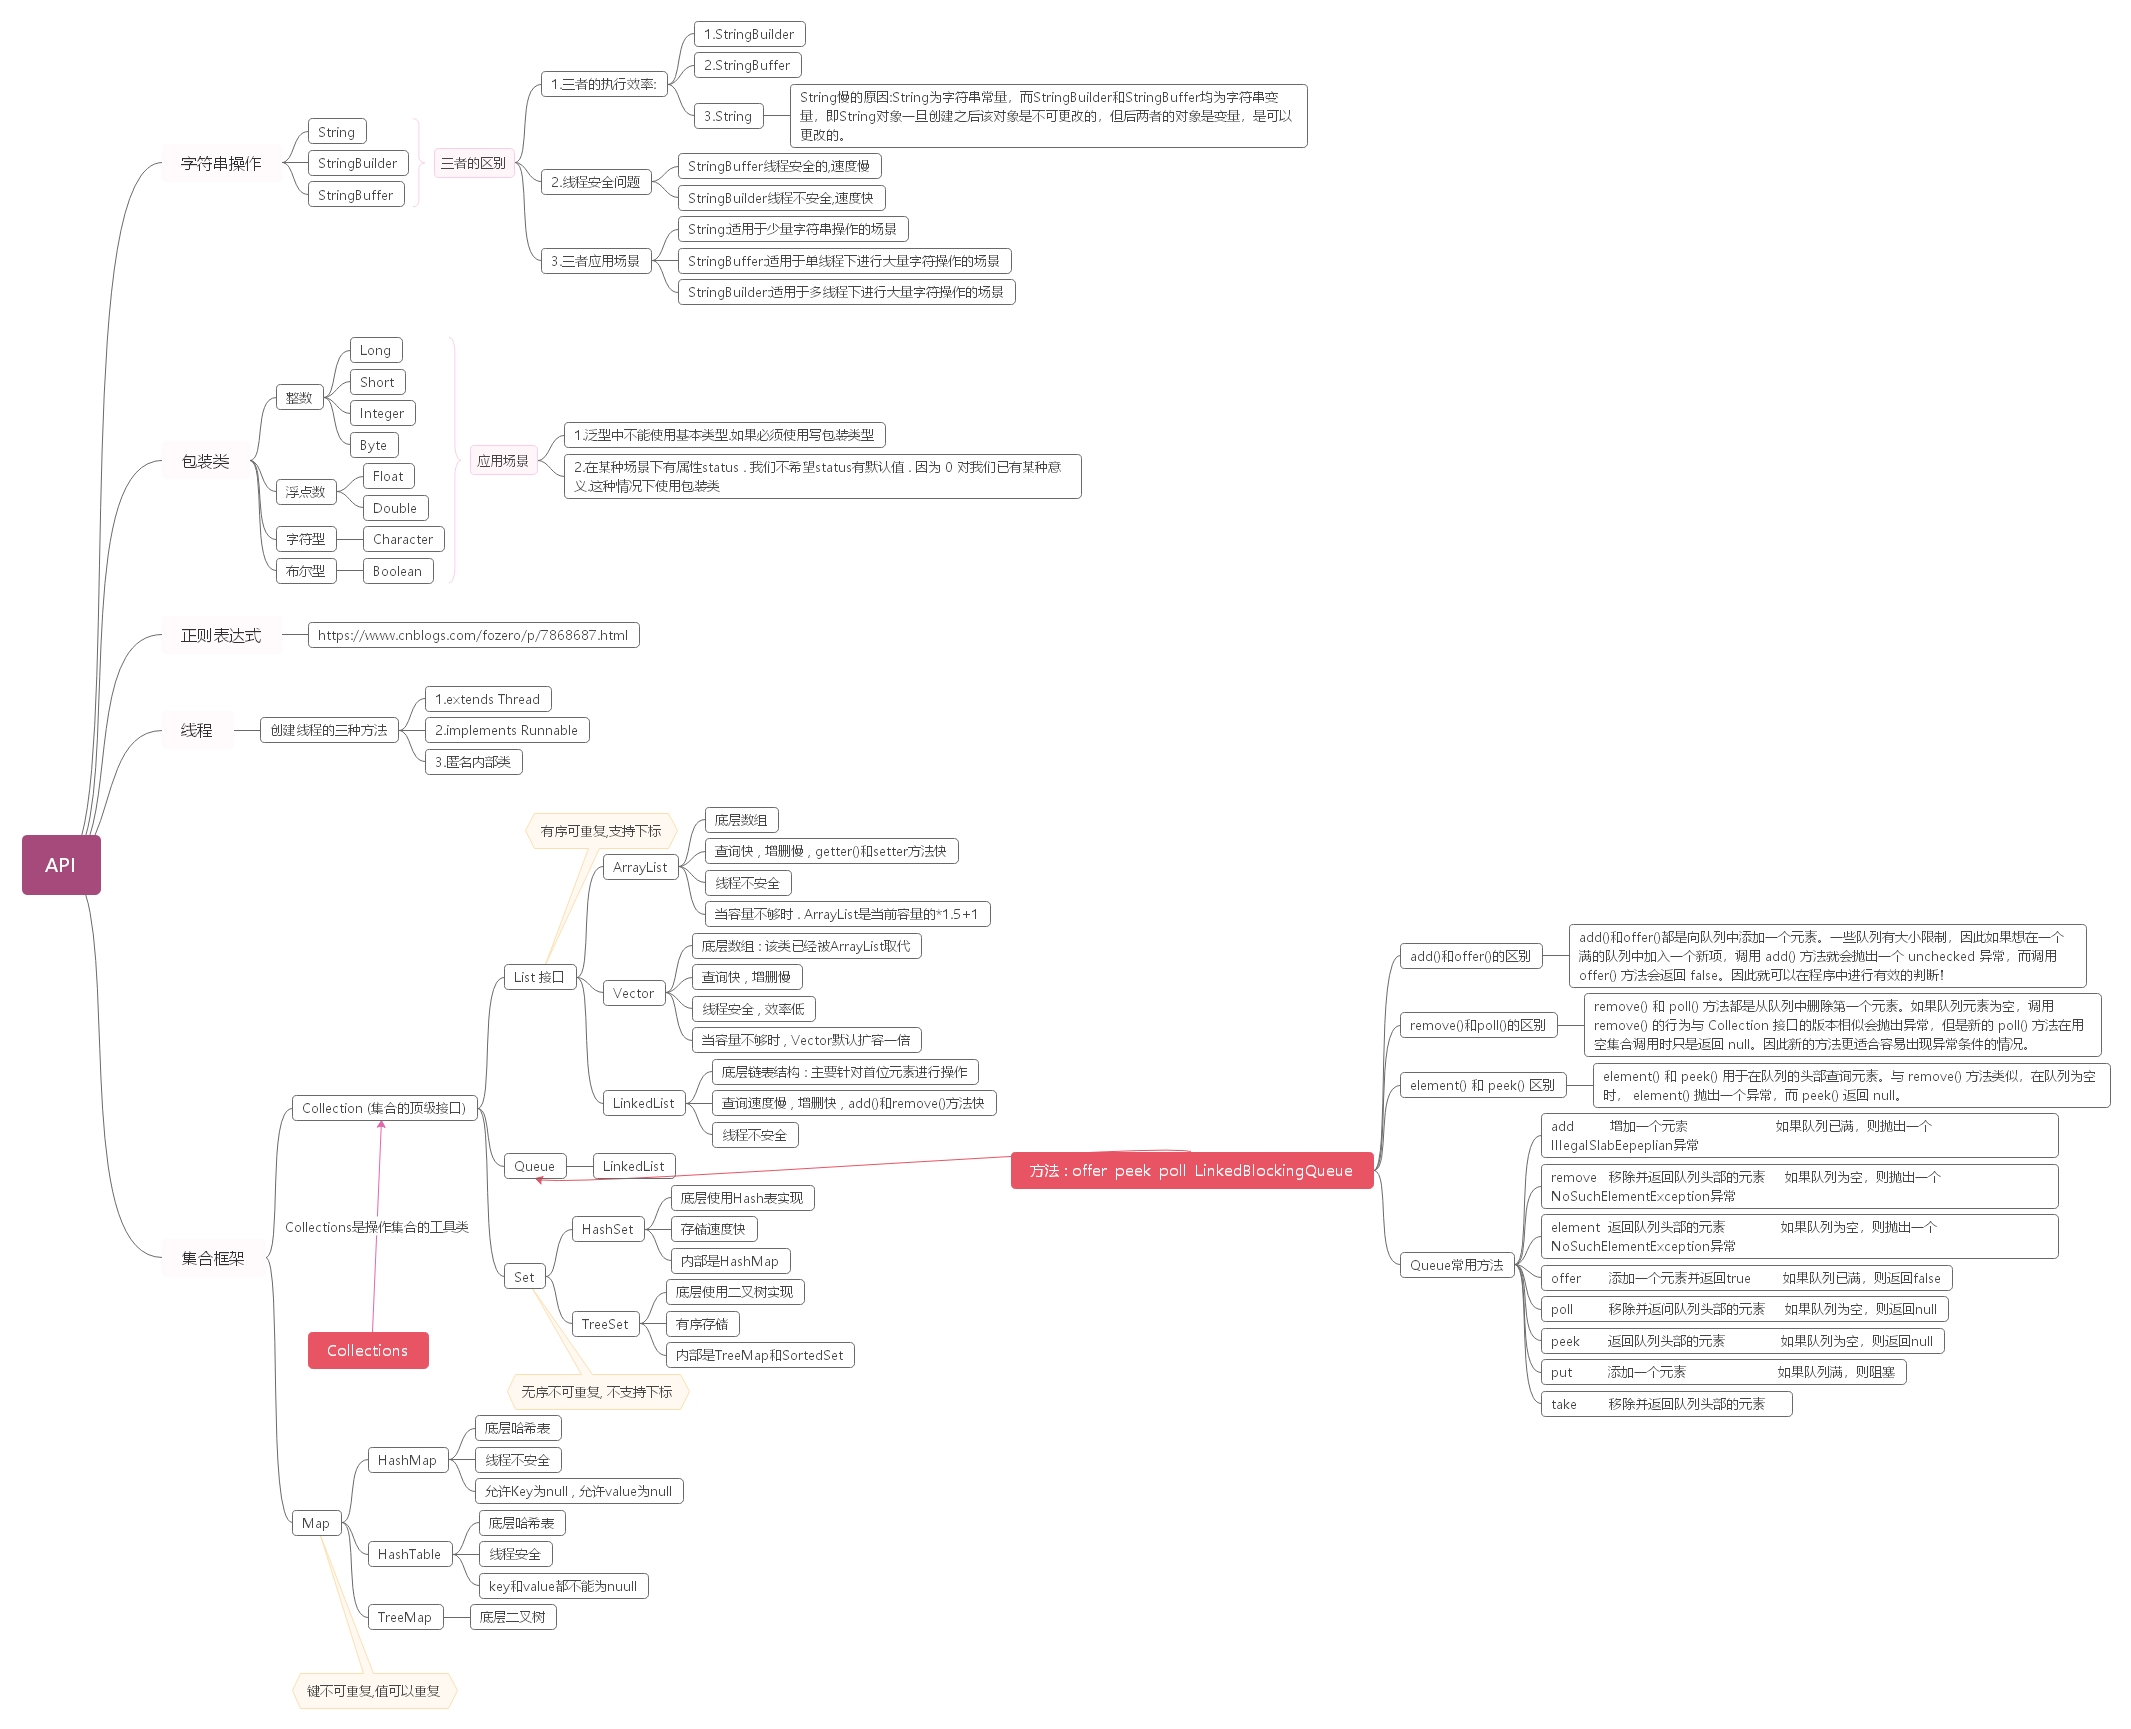 API
字符串操作
String
StringBuilder
StringBuffer
三者的区别
1.三者的执行效率:
1.StringBuilder
2.StringBuffer
3.String
String慢的原因:String为字符串常量，而StringBuilder和StringBuffer均为字符串变
量，即String对象一旦创建之后该对象是不可更改的，但后两者的对象是变量，是可以
更改的。
2.线程安全问题
StringBuffer线程安全的,速度慢
StringBuilder线程不安全,速度快
3.三者应用场景
String:适用于少量字符串操作的场景
StringBuffer:适用于单线程下进行大量字符操作的场景
StringBuilder:适用于多线程下进行大量字符操作的场景
包装类
整数
Long
Short
Integer
Byte
浮点数
Float
Double
字符型
Character
布尔型
Boolean
应用场景
1.泛型中不能使用基本类型.如果必须使用写包装类型
2.在某种场景下有属性status . 我们不希望status有默认值 . 因为 0 对我们已有某种意
义.这种情况下使用包装类
正则表达式
https://www.cnblogs.com/fozero/p/7868687.html
线程
创建线程的三种方法
1.extends Thread
2.implements Runnable
3.匿名内部类
集合框架
Collection (集合的顶级接口)
有序可重复,支持下标
List 接口
ArrayList
底层数组
查询快 , 增删慢 , getter()和setter方法快
线程不安全
当容量不够时 . ArrayList是当前容量的*1.5+1
Vector
底层数组 : 该类已经被ArrayList取代
查询快 , 增删慢
线程安全 , 效率低
当容量不够时 , Vector默认扩容一倍
LinkedList
底层链表结构 : 主要针对首位元素进行操作
查询速度慢 , 增删快 , add()和remove()方法快
线程不安全
Queue
LinkedList
Set
HashSet
底层使用Hash表实现
存储速度快
内部是HashMap
TreeSet
底层使用二叉树实现
有序存储
内部是TreeMap和SortedSet
无序不可重复, 不支持下标
Collections是操作集合的工具类
Collections
Map
HashMap
底层哈希表
线程不安全
允许Key为null , 允许value为null
HashTable
底层哈希表
线程安全
key和value都不能为nuull
TreeMap
底层二叉树
键不可重复,值可以重复
方法 : offer peek poll LinkedBlockingQueue
add()和offer()的区别
add()和offer()都是向队列中添加一个元素。一些队列有大小限制，因此如果想在一个
满的队列中加入一个新项，调用 add() 方法就会抛出一个 unchecked 异常，而调用
offer() 方法会返回 false。因此就可以在程序中进行有效的判断！
remove()和poll()的区别
remove() 和 poll() 方法都是从队列中删除第一个元素。如果队列元素为空，调用
remove() 的行为与 Collection 接口的版本相似会抛出异常，但是新的 poll() 方法在用
空集合调用时只是返回 null。因此新的方法更适合容易出现异常条件的情况。
element() 和 peek() 区别
element() 和 peek() 用于在队列的头部查询元素。与 remove() 方法类似，在队列为空
时， element() 抛出一个异常，而 peek() 返回 null。
Queue常用方法
add 增加一个元索 如果队列已满，则抛出一个
IIIegaISlabEepeplian异常
remove 移除并返回队列头部的元素 如果队列为空，则抛出一个
NoSuchElementException异常
element 返回队列头部的元素 如果队列为空，则抛出一个
NoSuchElementException异常
offer 添加一个元素并返回true 如果队列已满，则返回false
poll 移除并返问队列头部的元素 如果队列为空，则返回null
peek 返回队列头部的元素 如果队列为空，则返回null
put 添加一个元素 如果队列满，则阻塞
take 移除并返回队列头部的元素